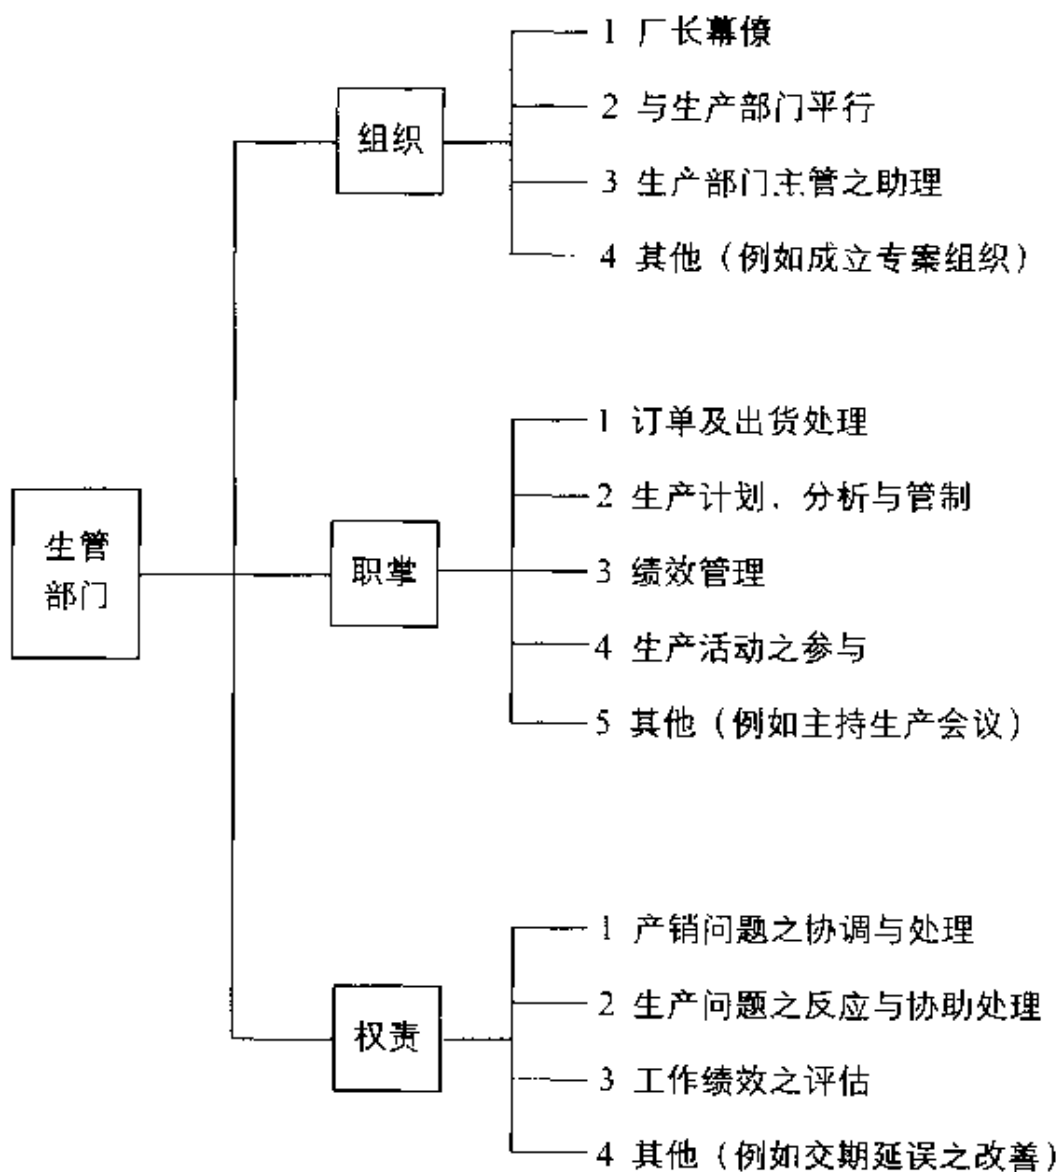 组织
1 厂长幕僚
2 与生产部门平行
3 生产部门主管之助理
4 其他（例如成立专案组织）
生管
部门
职掌
1 订单及出货处理
2 生产计划、分析与管制
3 绩效管理
4 生产活动之参与
5 其他（例如主持生产会议）
权责
1 产销问题之协调与处理
2 生产问题之反应与协助处理
3 工作绩效之评估
4 其他（例如交期延误之改善）